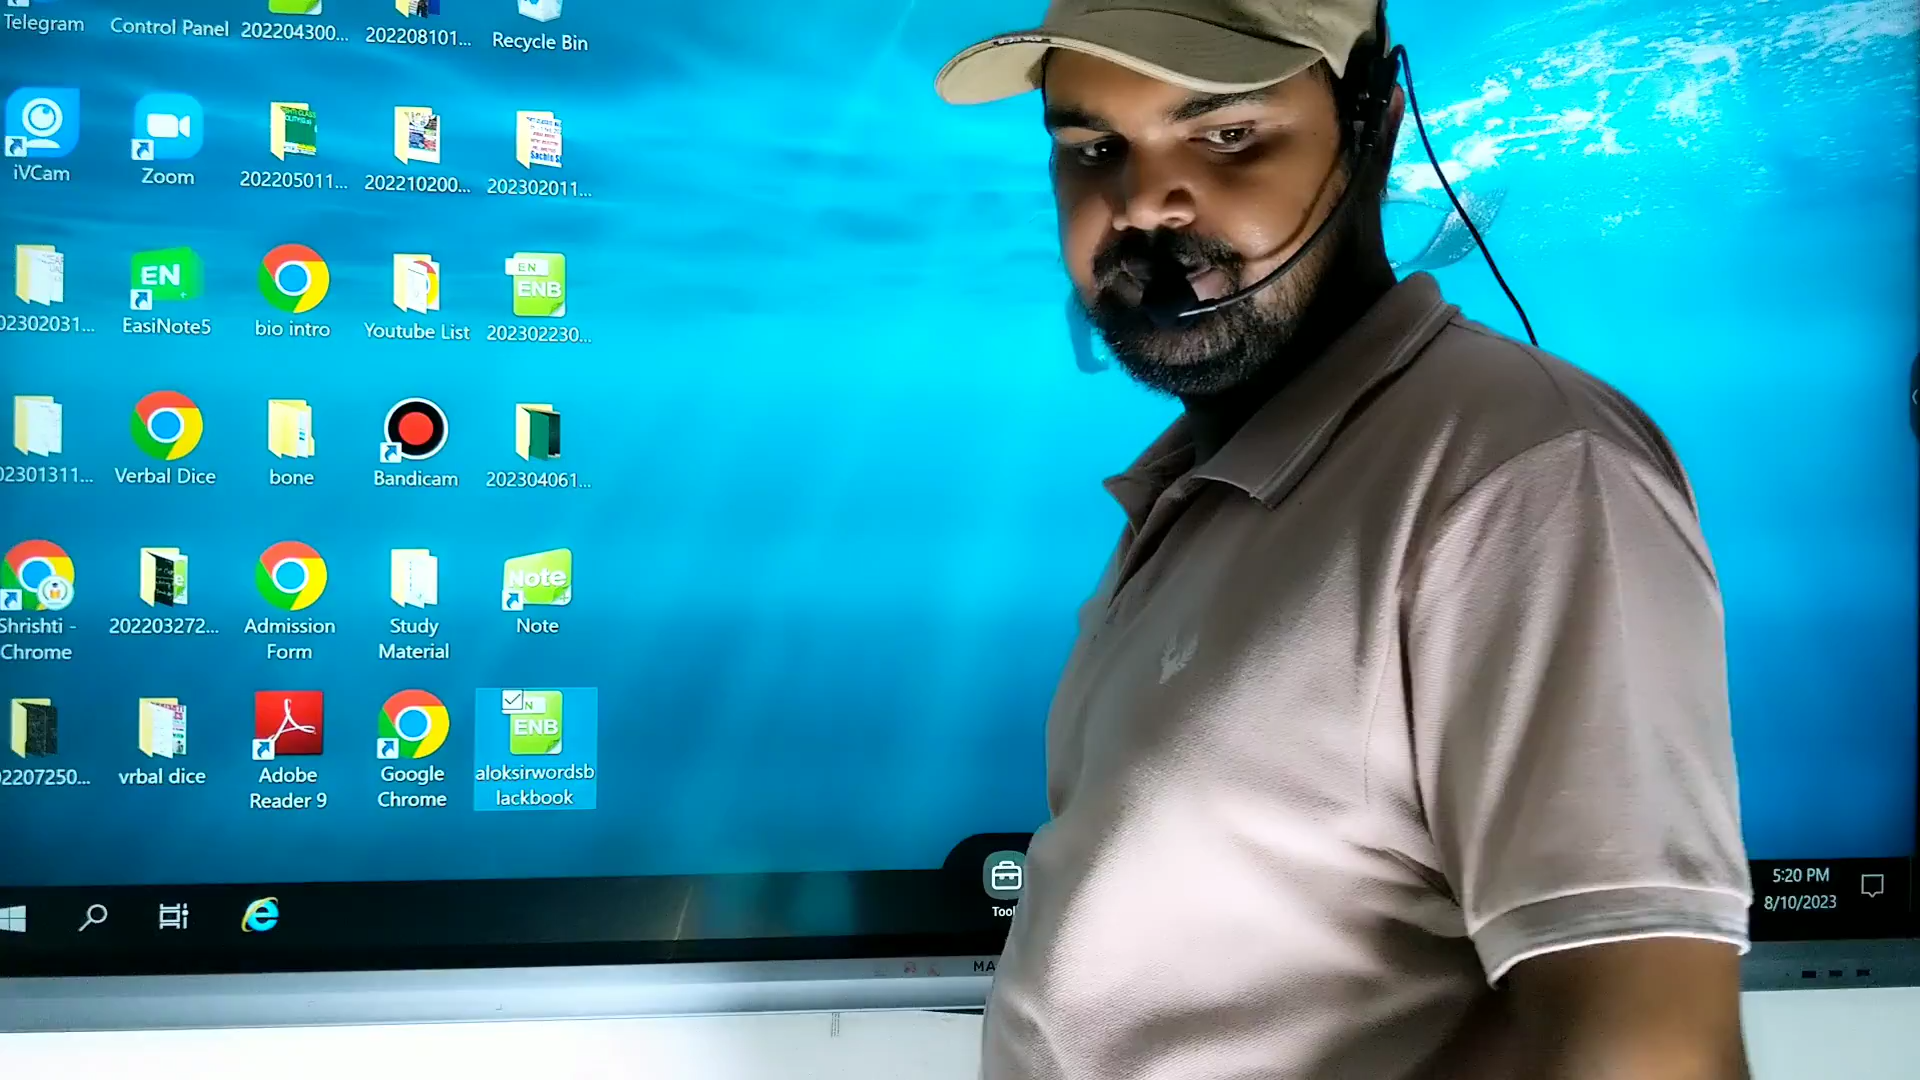 Telegram
Control Panel
202204300...
202208101...
Recycle Bin
iVCam
Zoom
202205011...
202210200...
202302011...
02302031...
EN
EasiNote5
bio intro
Youtube List
EN
ENB
202302230...
02301311...
Verbal Dice
bone
Bandicam
202304061...
Shrishti -
Chrome
202203272...
Admission
Form
Study
Material
Note
Note
02207250...
vrbal dice
Adobe
Reader 9
Google
Chrome
N
ENB
aloksirwordsb
lackbook
Tool
5:20 PM
8/10/2023
MA